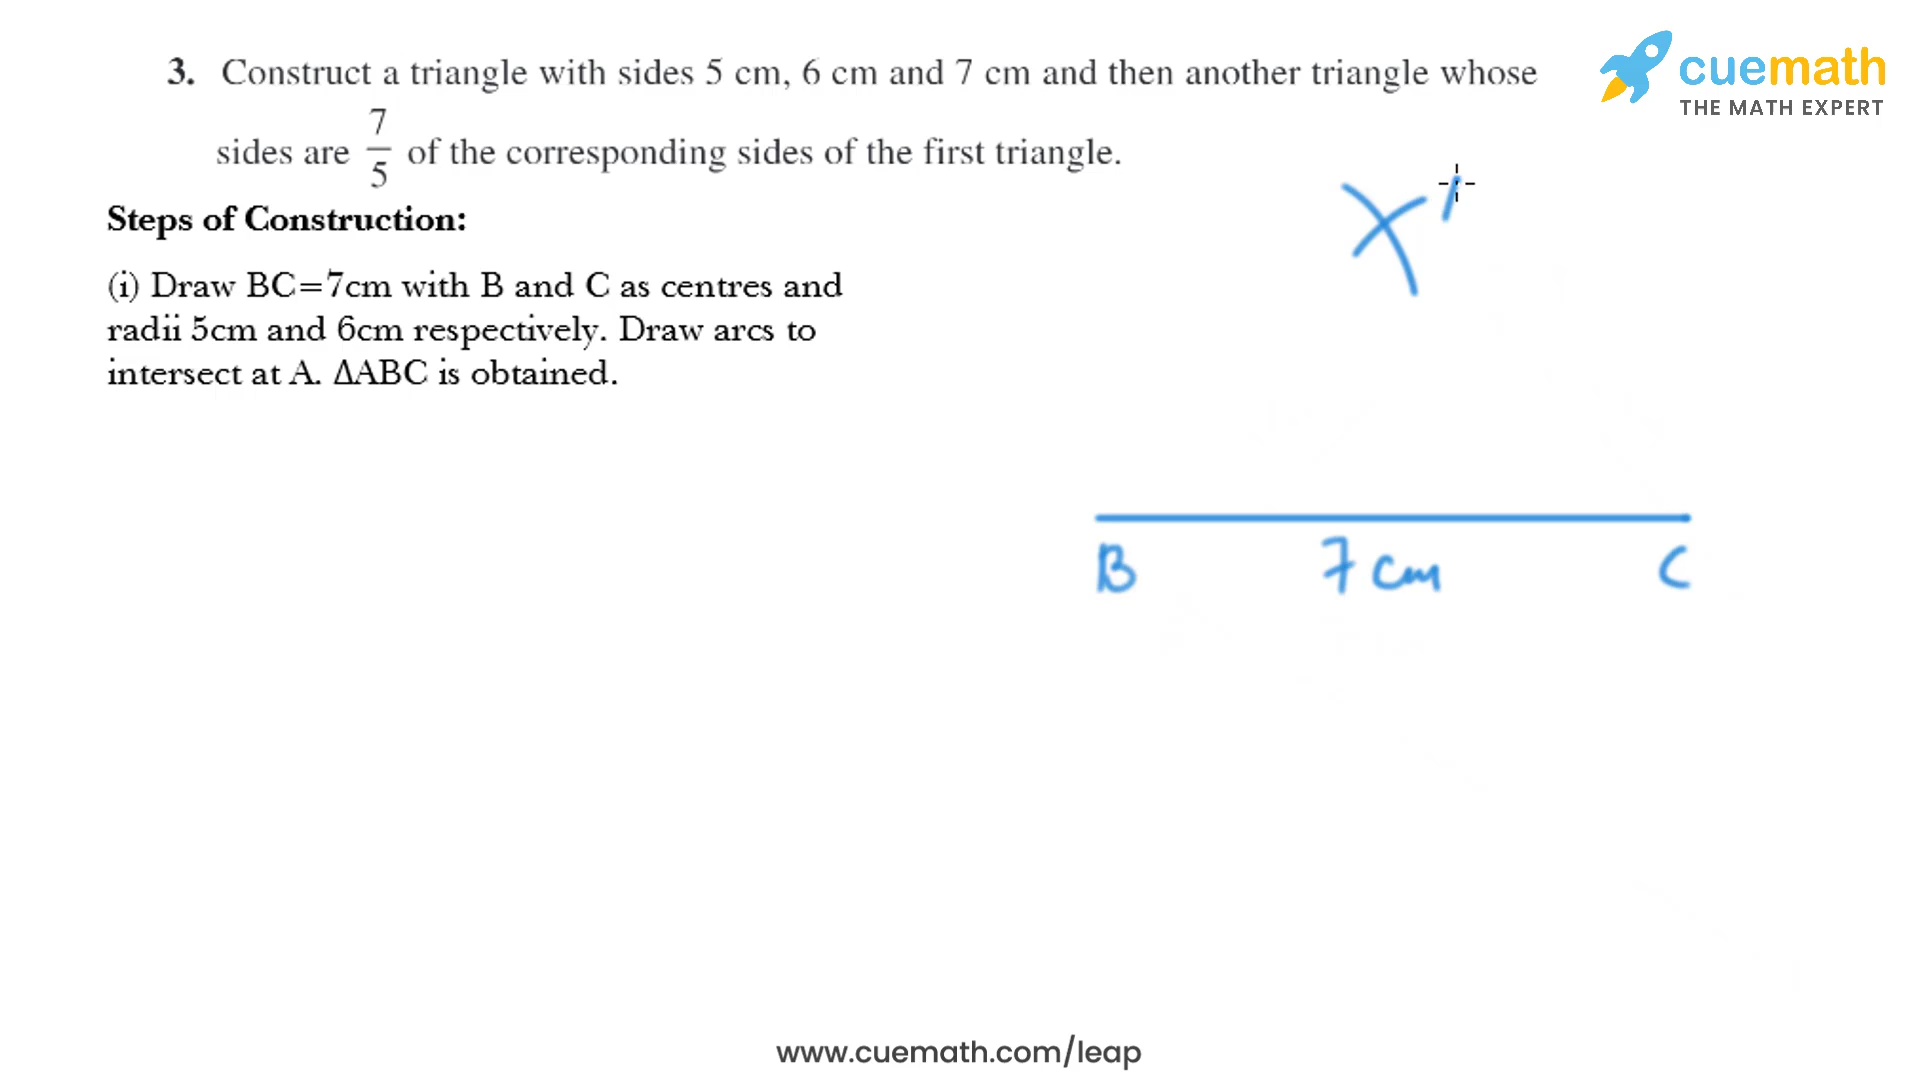 3. Construct a triangle with sides 5 cm, 6 cm and 7 cm and then another triangle whose
sides are 7/5 of the corresponding sides of the first triangle.
cuemath
THE MATH EXPERT
Steps of Construction:
(i) Draw BC=7cm with B and C as centres and
radii 5cm and 6cm respectively. Draw arcs to
intersect at A. ΔABC is obtained.
B 7 cm C
www.cuemath.com/leap